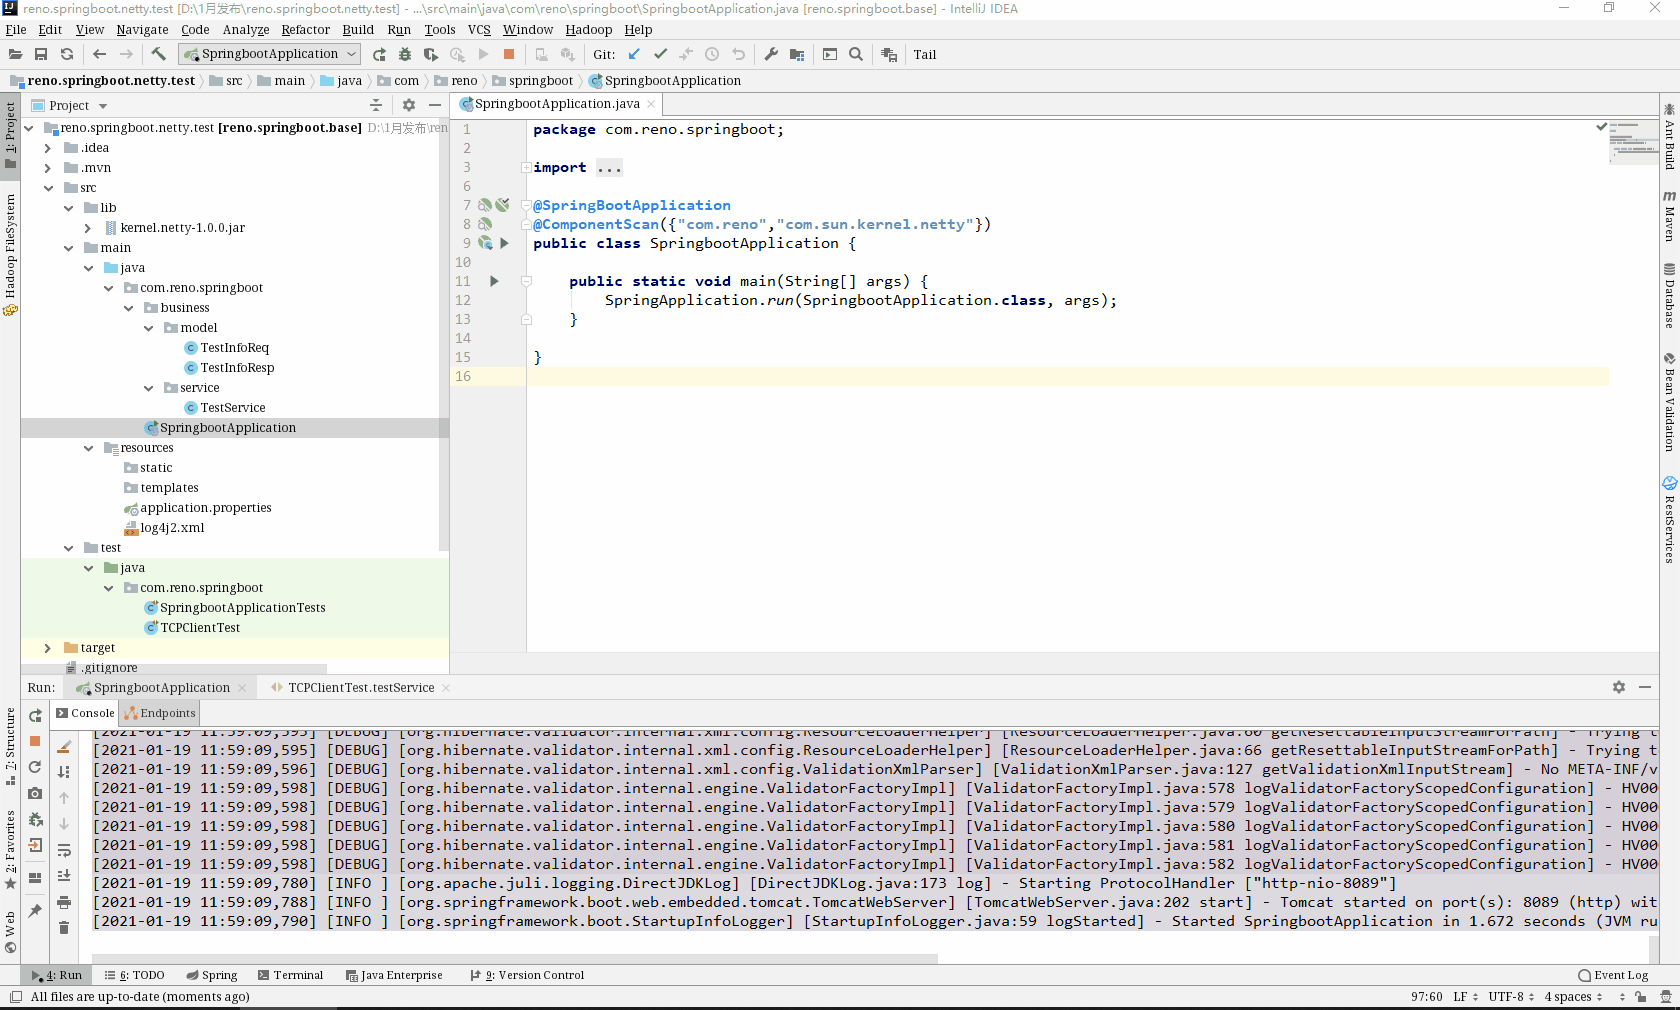 reno.springboot.netty.test [D:\1月发布\reno.springboot.netty.test] - ...\src\main\java\com\reno\springboot\SpringbootApplication.java [reno.springboot.base] - IntelliJ IDEA
File Edit View Navigate Code Analyze Refactor Build Run Tools VCS Window Hadoop Help
SpringbootApplication Git: Tail
reno.springboot.netty.test src main java com reno springboot SpringbootApplication
Project
SpringbootApplication.java
reno.springboot.netty.test [reno.springboot.base] D:\1月发布\ren
.idea
.mvn
src
lib
kernel.netty-1.0.0.jar
main
java
com.reno.springboot
business
model
TestInfoReq
TestInfoResp
service
TestService
SpringbootApplication
resources
static
templates
application.properties
log4j2.xml
test
java
com.reno.springboot
SpringbootApplicationTests
TCPClientTest
target
.gitignore
1 package com.reno.springboot;
2
3 import ...
6
7 @SpringBootApplication
8 @ComponentScan({"com.reno","com.sun.kernel.netty"})
9 public class SpringbootApplication {
10
11 public static void main(String[] args) {
12 SpringApplication.run(SpringbootApplication.class, args);
13 }
14
15 }
16
1: Project
Hadoop FileSystem
7: Structure
2: Favorites
Web
Ant Build
m Maven
Database
Bean Validation
RestServices
Run: SpringbootApplication TCPClientTest.testService
Console Endpoints
[2021-01-19 11:59:09,595] [DEBUG] [org.hibernate.validator.internal.xml.config.ResourceLoaderHelper] [ResourceLoaderHelper.java:60 getResettableInputStreamForPath] - Trying t
[2021-01-19 11:59:09,595] [DEBUG] [org.hibernate.validator.internal.xml.config.ResourceLoaderHelper] [ResourceLoaderHelper.java:66 getResettableInputStreamForPath] - Trying t
[2021-01-19 11:59:09,596] [DEBUG] [org.hibernate.validator.internal.xml.config.ValidationXmlParser] [ValidationXmlParser.java:127 getValidationXmlInputStream] - No META-INF/v
[2021-01-19 11:59:09,598] [DEBUG] [org.hibernate.validator.internal.engine.ValidatorFactoryImpl] [ValidatorFactoryImpl.java:578 logValidatorFactoryScopedConfiguration] - HV00
[2021-01-19 11:59:09,598] [DEBUG] [org.hibernate.validator.internal.engine.ValidatorFactoryImpl] [ValidatorFactoryImpl.java:579 logValidatorFactoryScopedConfiguration] - HV00
[2021-01-19 11:59:09,598] [DEBUG] [org.hibernate.validator.internal.engine.ValidatorFactoryImpl] [ValidatorFactoryImpl.java:580 logValidatorFactoryScopedConfiguration] - HV00
[2021-01-19 11:59:09,598] [DEBUG] [org.hibernate.validator.internal.engine.ValidatorFactoryImpl] [ValidatorFactoryImpl.java:581 logValidatorFactoryScopedConfiguration] - HV00
[2021-01-19 11:59:09,598] [DEBUG] [org.hibernate.validator.internal.engine.ValidatorFactoryImpl] [ValidatorFactoryImpl.java:582 logValidatorFactoryScopedConfiguration] - HV00
[2021-01-19 11:59:09,780] [INFO ] [org.apache.juli.logging.DirectJDKLog] [DirectJDKLog.java:173 log] - Starting ProtocolHandler ["http-nio-8089"]
[2021-01-19 11:59:09,788] [INFO ] [org.springframework.boot.web.embedded.tomcat.TomcatWebServer] [TomcatWebServer.java:202 start] - Tomcat started on port(s): 8089 (http) wit
[2021-01-19 11:59:09,790] [INFO ] [org.springframework.boot.StartupInfoLogger] [StartupInfoLogger.java:59 logStarted] - Started SpringbootApplication in 1.672 seconds (JVM ru
4: Run 6: TODO Spring Terminal Java Enterprise 9: Version Control Event Log
All files are up-to-date (moments ago) 97:60 LF UTF-8 4 spaces